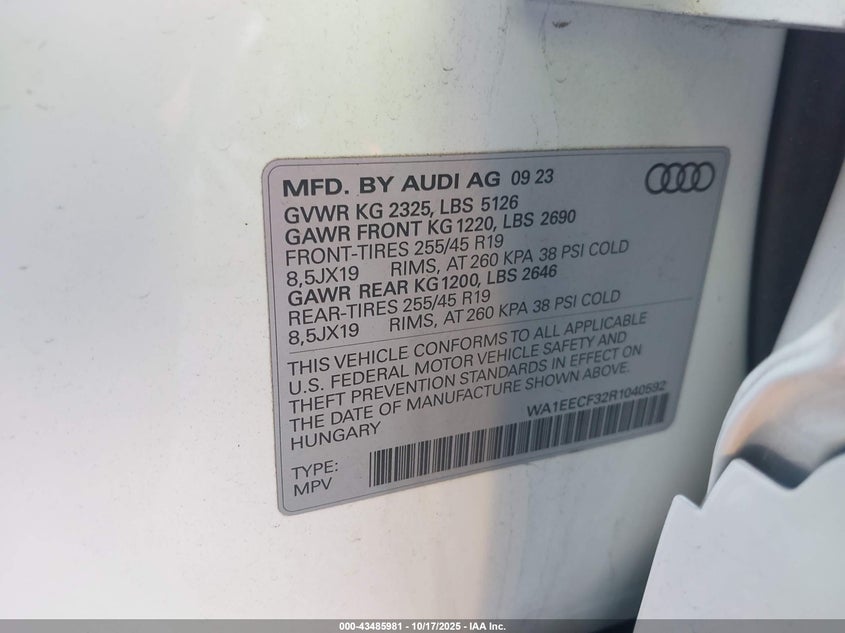 MFD. BY AUDI AG 09 23
GVWR KG 2325, LBS 5126
GAWR FRONT KG 1220, LBS 2690
FRONT-TIRES 255/45 R19
8,5JX19 RIMS, AT 260 KPA 38 PSI COLD
GAWR REAR KG 1200, LBS 2646
REAR-TIRES 255/45 R19
8,5JX19 RIMS, AT 260 KPA 38 PSI COLD
THIS VEHICLE CONFORMS TO ALL APPLICABLE
U.S. FEDERAL MOTOR VEHICLE SAFETY AND
THEFT PREVENTION STANDARDS IN EFFECT ON
THE DATE OF MANUFACTURE SHOWN ABOVE.
HUNGARY
WA1EECF32R1040592
TYPE:
MPV
000-43485981 - 10/17/2025 - IAA Inc.